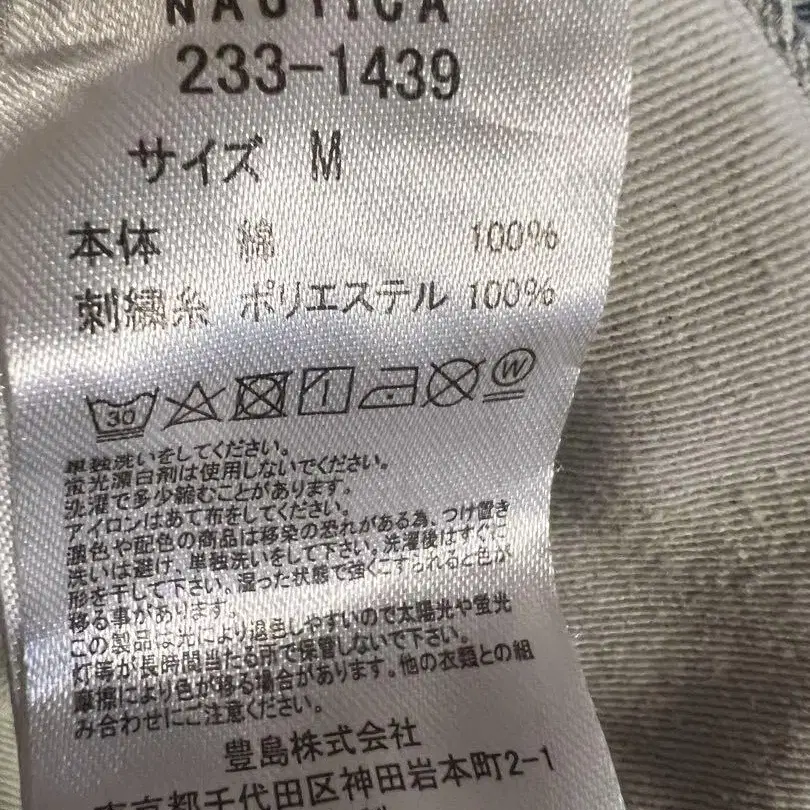 NAUTICA
233-1439
サイズ M
本体 綿 100%
刺繍糸 ポリエステル 100%
30 W
単独洗いをしてください。
蛍光漂白剤は使用しないでください。
洗濯で多少縮むことがあります。
アイロンはあて布をしてください。
濃色や配色の商品は移染の恐れがある為、つけ置き
洗いは避け、単独洗いをして下さい。洗濯後はすぐに
形を干して下さい。湿った状態で強くこすられると色が
移る事があります。
この製品は光により退色しやすいので太陽光や蛍光
灯等が長時間当たる所で保管しないで下さい。
摩擦により色が移る場合があります。他の衣類との組
み合わせにご注意ください。
豊島株式会社
東京都千代田区神田岩本町2-1